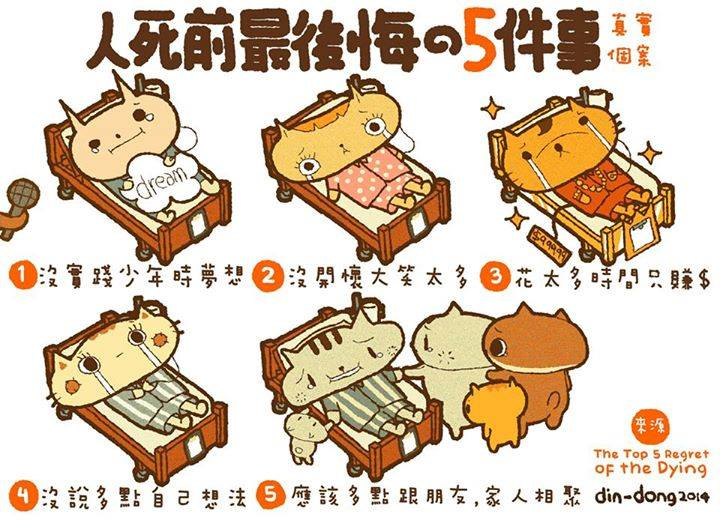 人死前最後悔の5件事
真實
個案
dream
1 沒實踐少年時夢想
2 沒開懷大笑太多
$99999
3 花太多時間只賺$
4 沒說多點自己想法
5 應該多點跟朋友,家人相聚
來源
The Top 5 Regret
of the Dying
din-dong2014